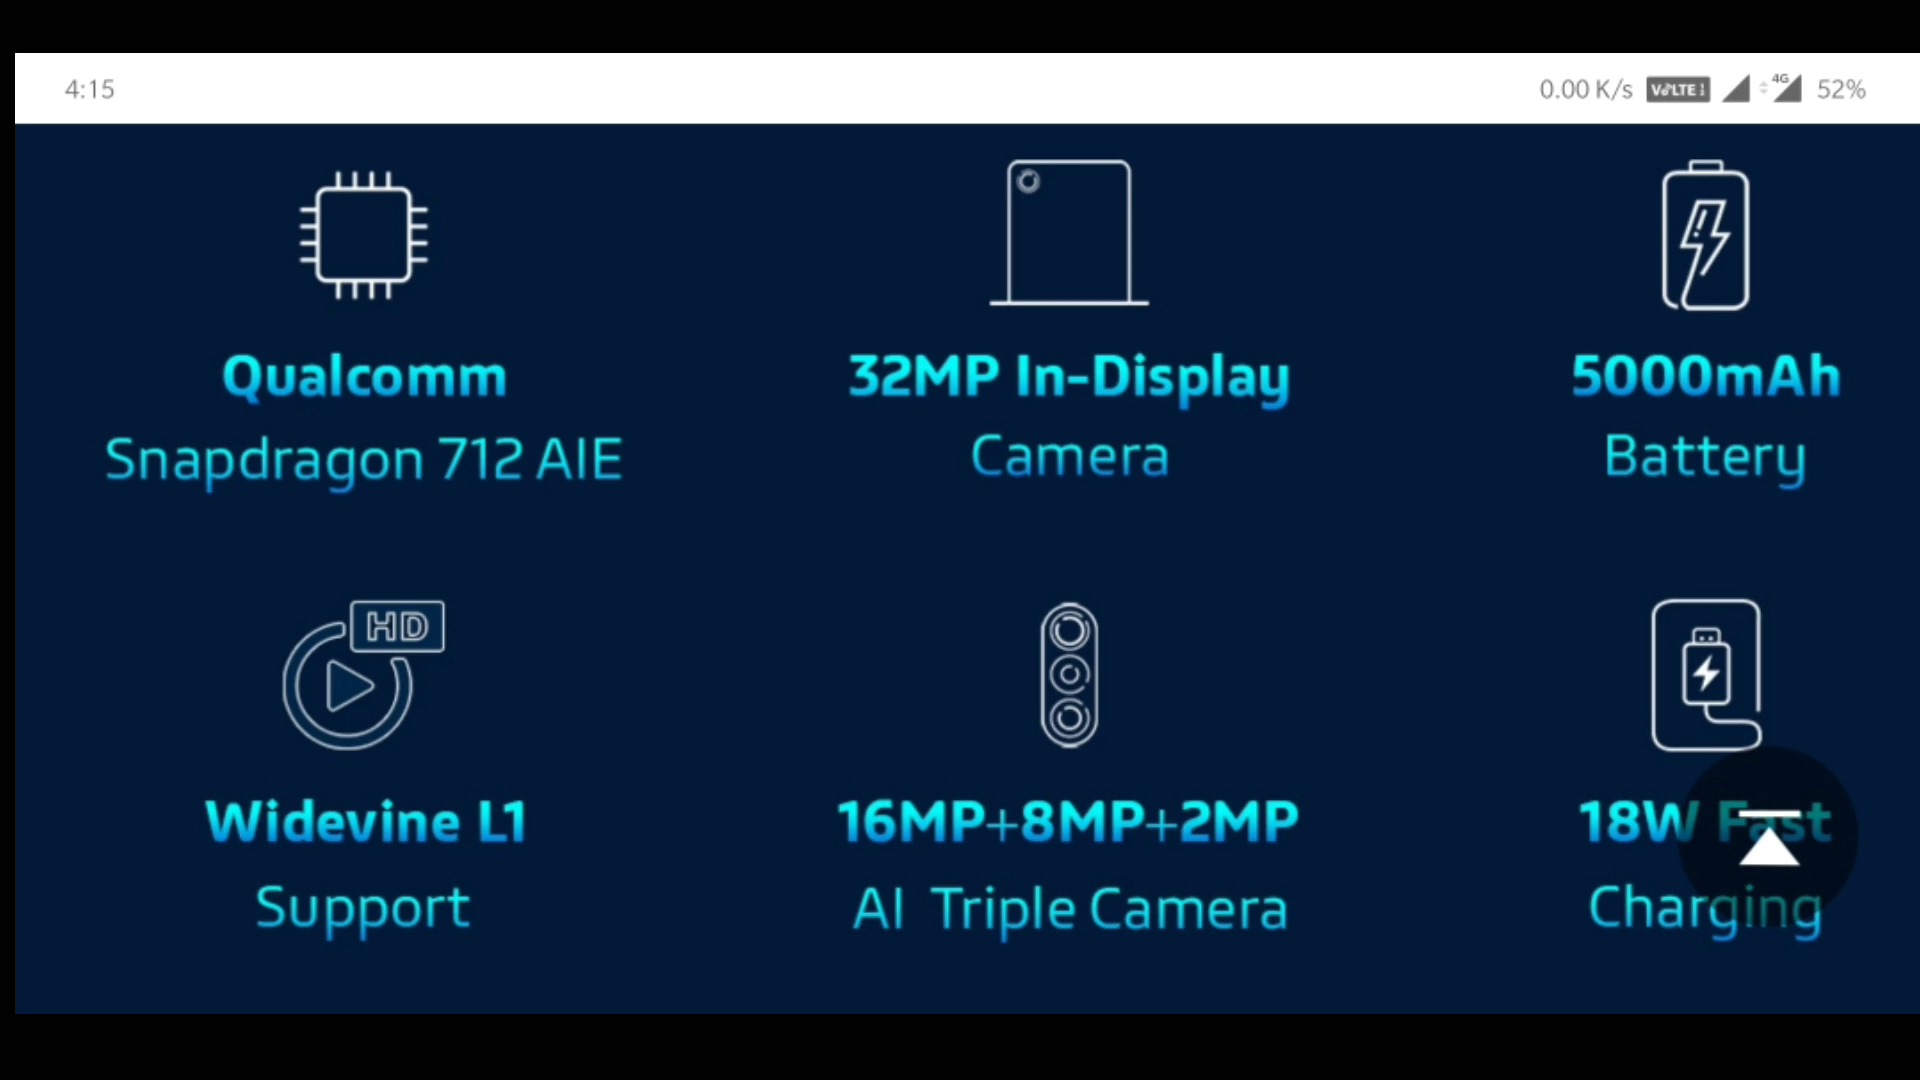 4:15 0.00 K/s VoLTE 1 4G 52%
HD
Qualcomm
Snapdragon 712 AIE
32MP In-Display
Camera
5000mAh
Battery
Widevine L1
Support
16MP+8MP+2MP
AI Triple Camera
18W Fast
Charging